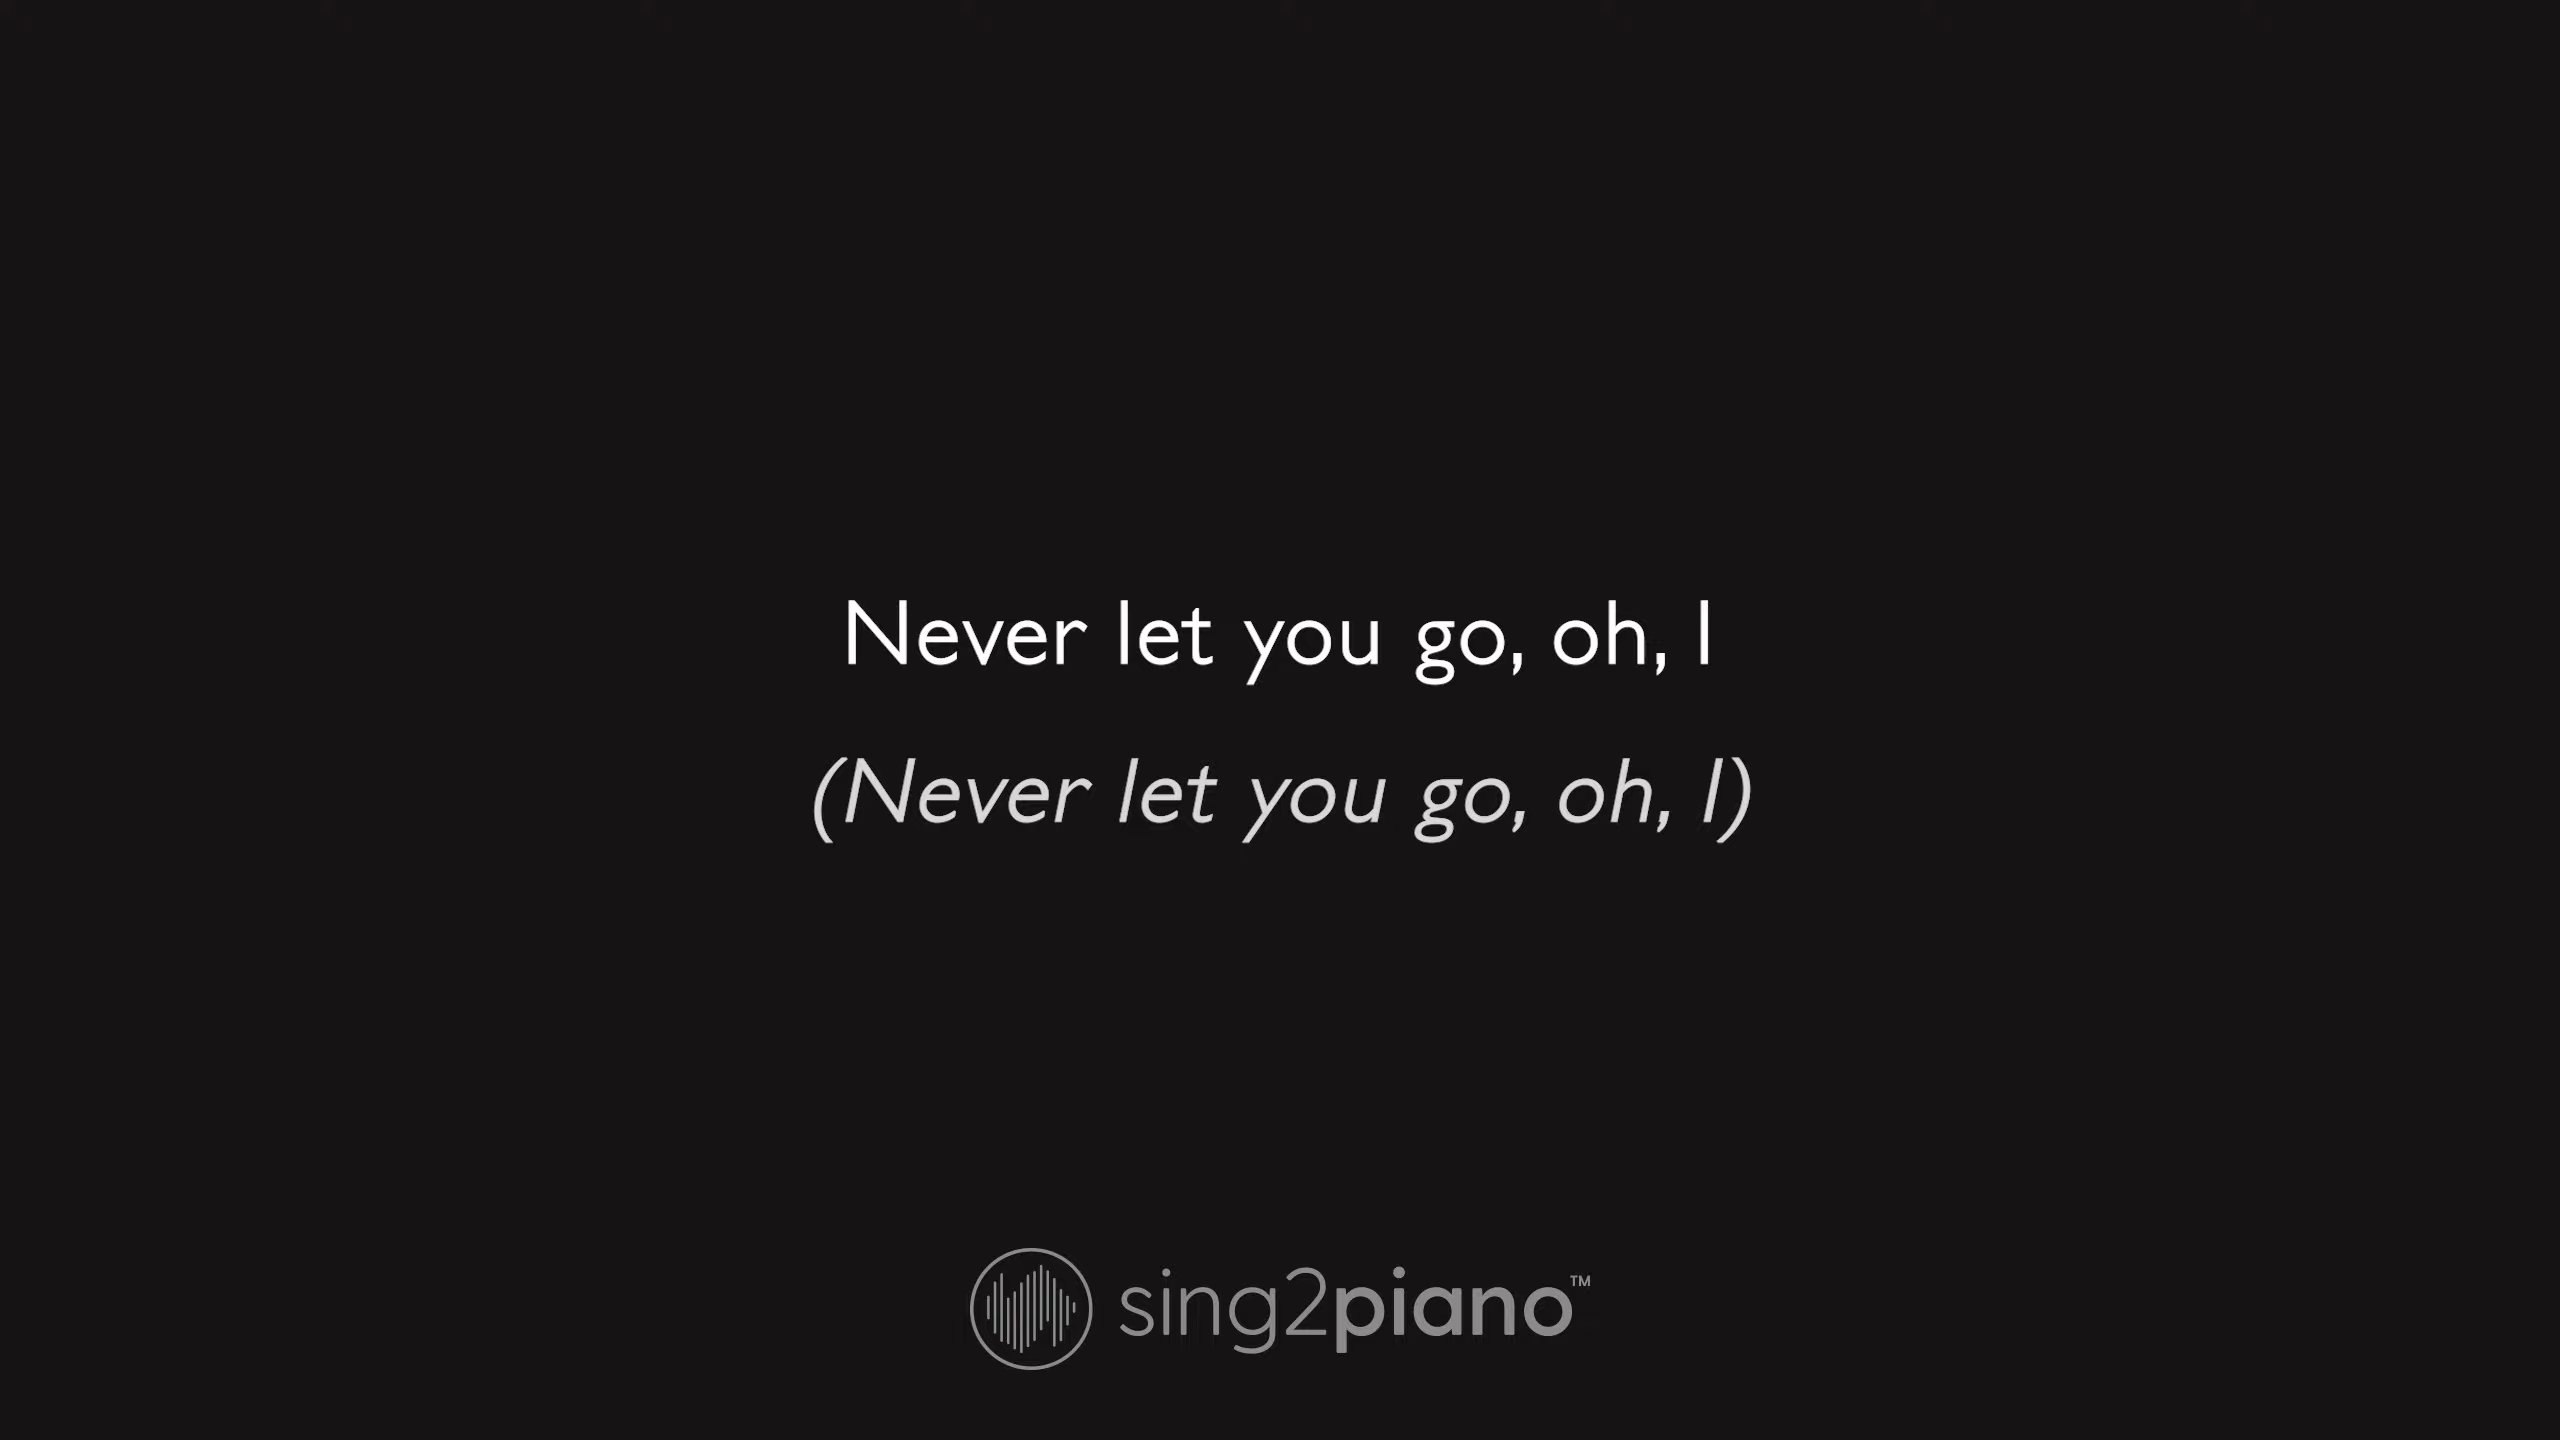 Never let you go, oh, I
(Never let you go, oh, I)
sing2piano™